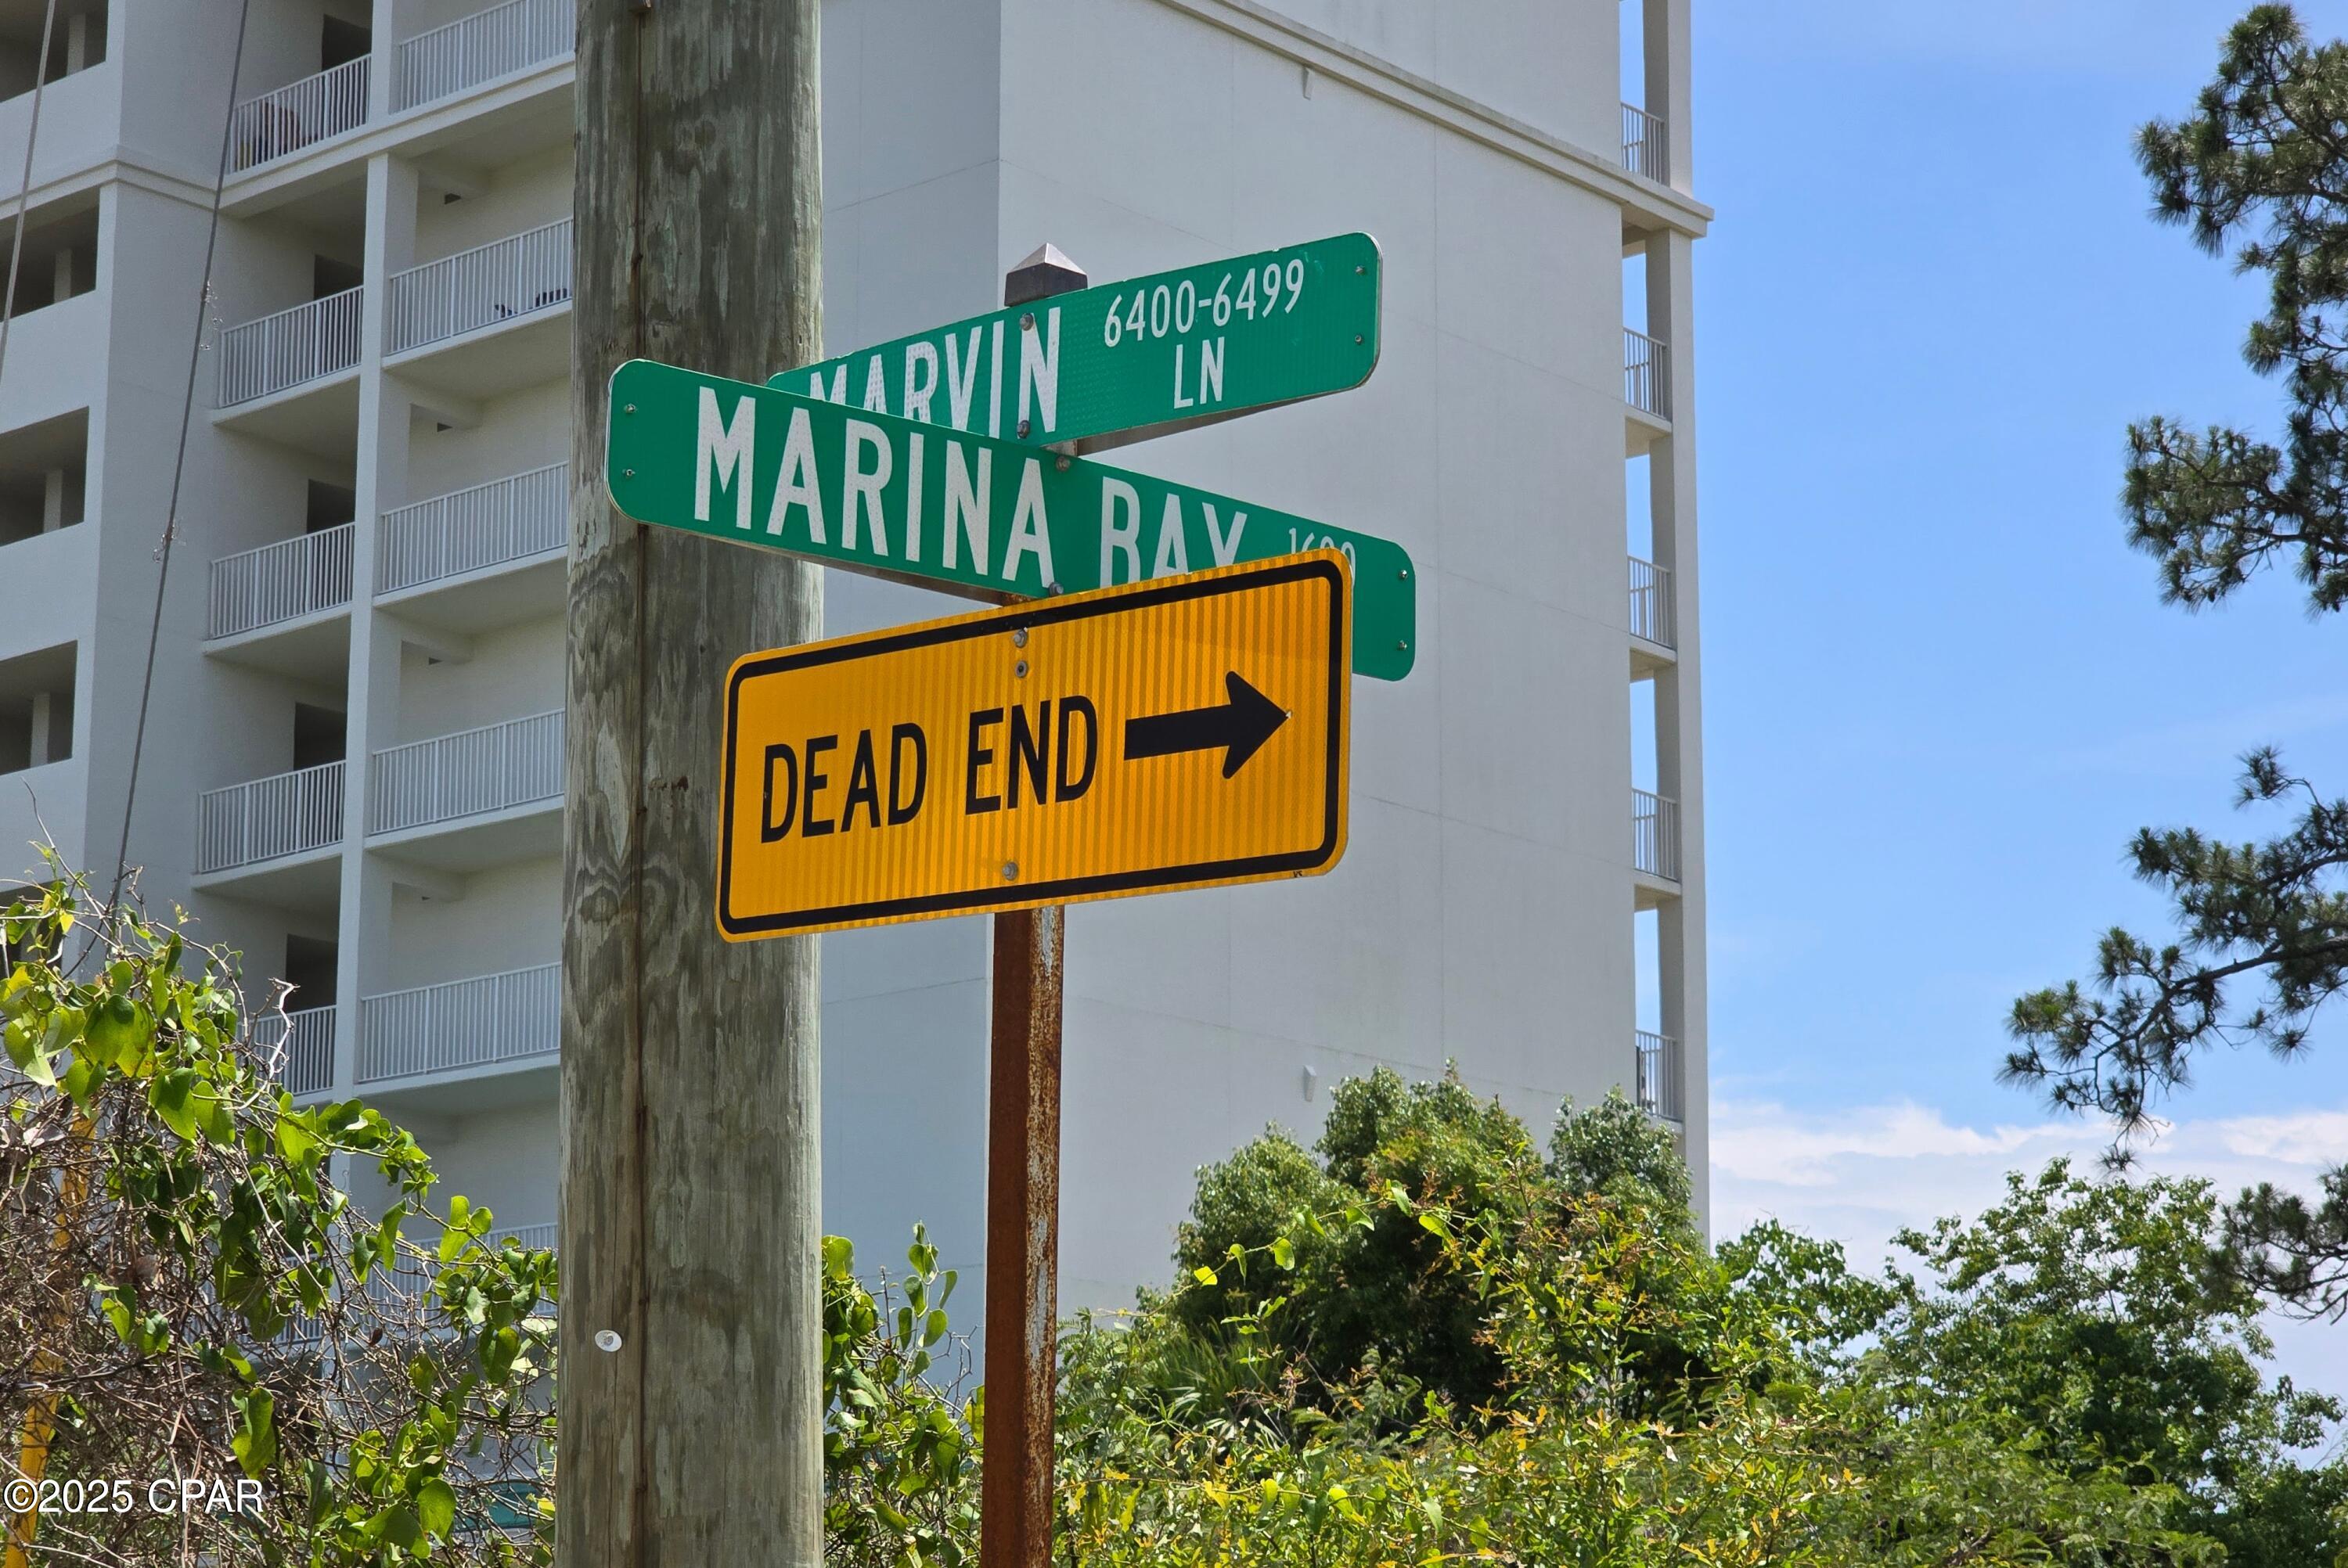 MARVIN 6400-6499
LN
MARINA BAY
DEAD END
©2025 CPAR